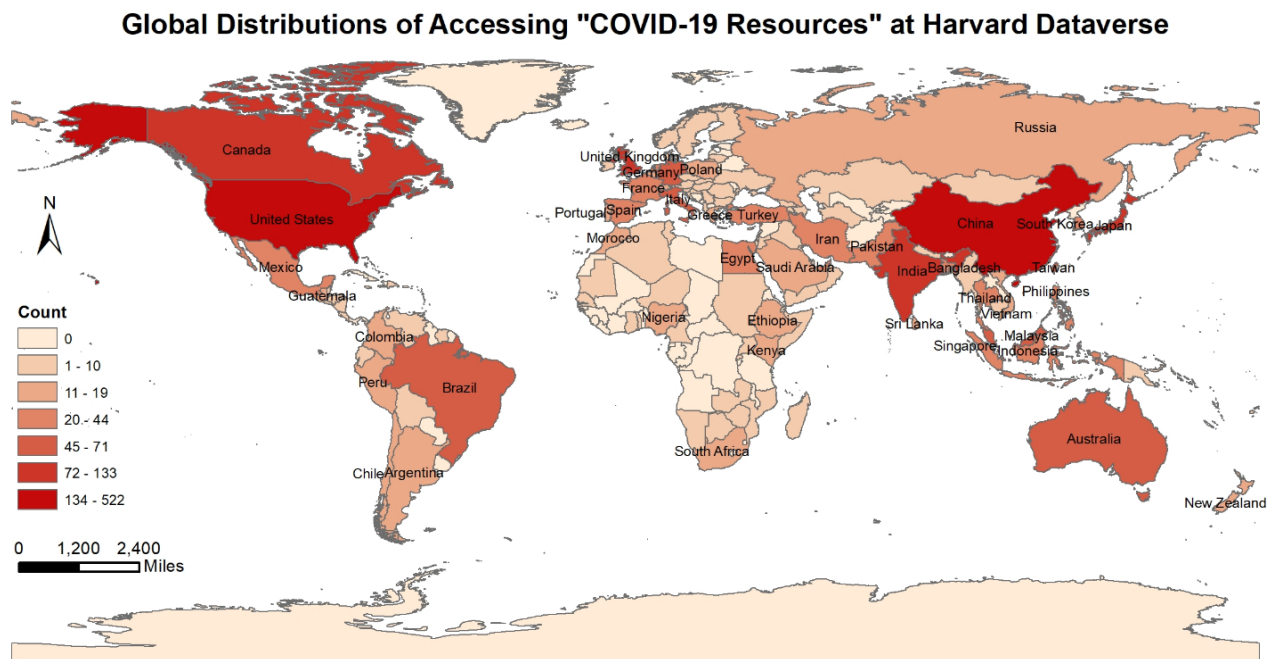 Global Distributions of Accessing "COVID-19 Resources" at Harvard Dataverse
Russia
Canada
United Kingdom
Poland
Germany
France
Italy
N
United States
Portugal
Spain
Greece
Turkey
China
South Korea
Japan
Morocco
Iran
Pakistan
Egypt
Mexico
Saudi Arabia
India
Bangladesh
Taiwan
Guatemala
Thailand
Philippines
Count
Nigeria
Ethiopia
Vietnam
Sri Lanka
0
Colombia
Malaysia
Singapore
Indonesia
Kenya
1 - 10
11 - 19
Peru
Brazil
20 - 44
45 - 71
Australia
South Africa
72 - 133
Chile
Argentina
134 - 522
New Zealand
0 1,200 2,400
Miles